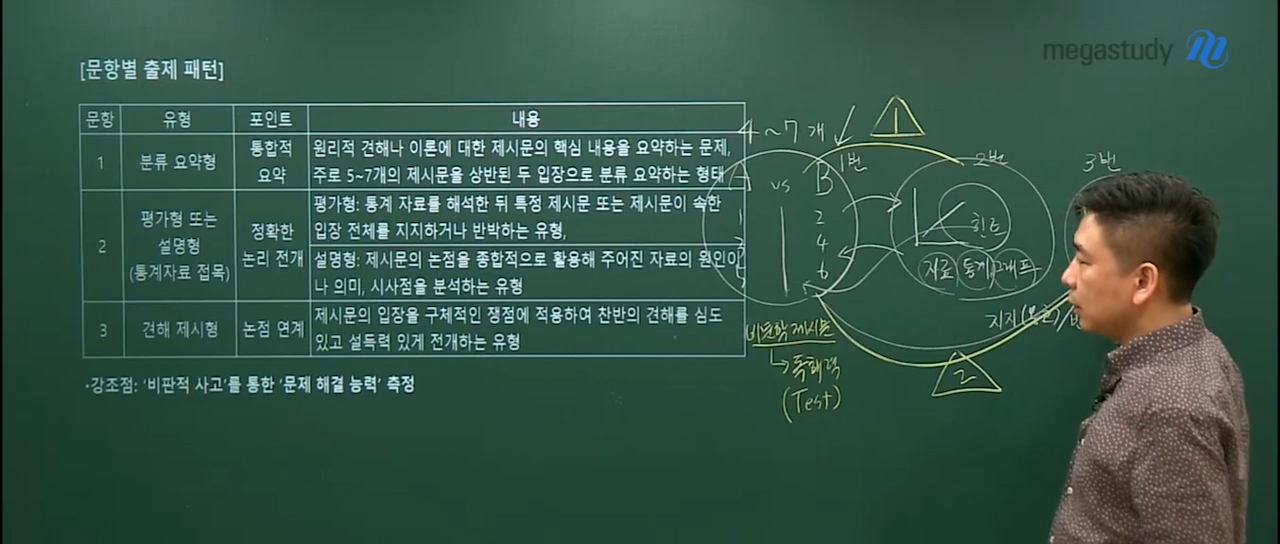 megastudy
[문항별 출제 패턴]
문항 유형 포인트 내용
1 분류 요약형 통합적 요약 원리적 견해나 이론에 대한 제시문의 핵심 내용을 요약하는 문제,
주로 5~7개의 제시문을 상반된 두 입장으로 분류 요약하는 형태
2 평가형 또는 설명형 (통계자료 접목) 정확한 논리 전개 평가형: 통계 자료를 해석한 뒤 특정 제시문 또는 제시문이 속한
입장 전체를 지지하거나 반박하는 유형,
설명형: 제시문의 논점을 종합적으로 활용해 주어진 자료의 원인이
나 의미, 시사점을 분석하는 유형
3 견해 제시형 논점 연계 제시문의 입장을 구체적인 쟁점에 적용하여 찬반의 견해를 심도
있고 설득력 있게 전개하는 유형
·강조점: '비판적 사고'를 통한 '문제 해결 능력' 측정
4~7개
1
1번
2번
3번
A vs B
1 2
3 4
5 6
힌트
자료, 통계, 그래프
비문학 제시문
독해력
(Test)
2